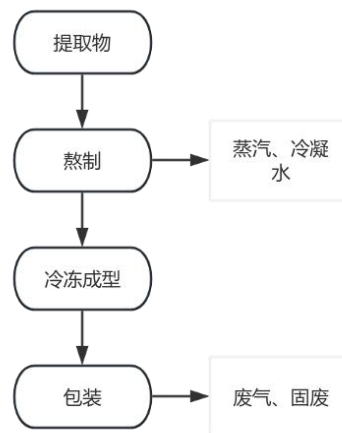 提取物
熬制
蒸汽、冷凝
水
冷冻成型
包装
废气、固废